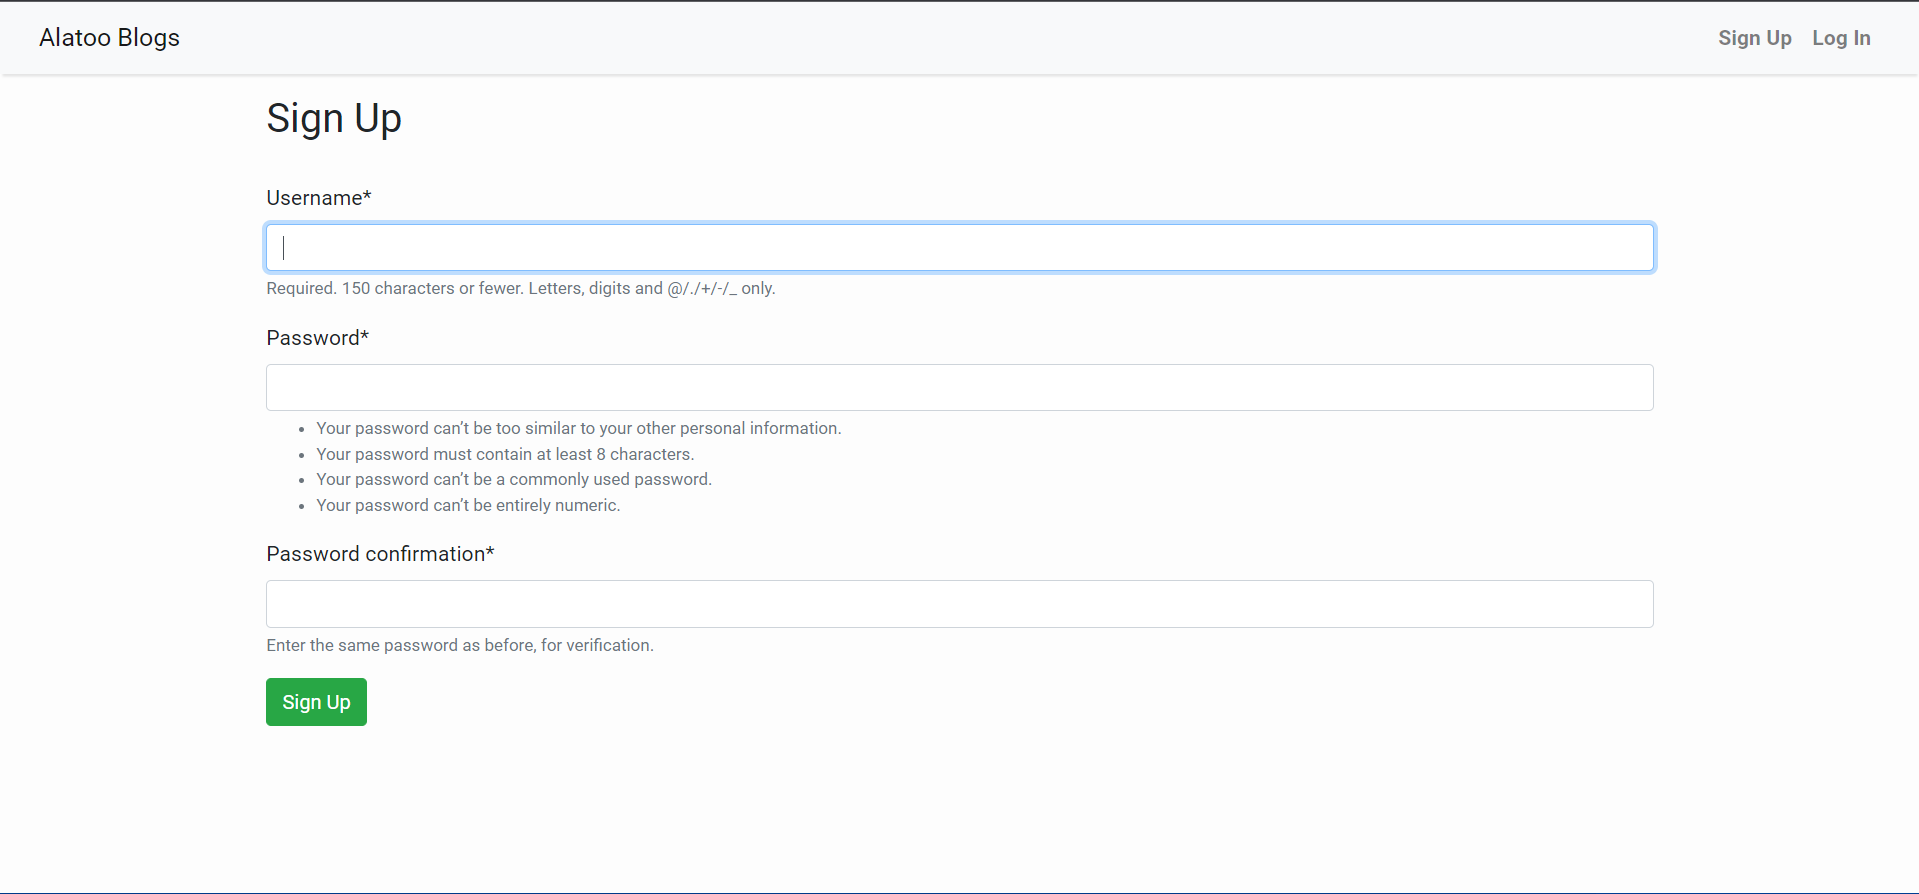 Alatoo Blogs
Sign Up Log In
Sign Up
Username*
Required. 150 characters or fewer. Letters, digits and @/./+/-/_ only.
Password*
Your password can’t be too similar to your other personal information.
Your password must contain at least 8 characters.
Your password can’t be a commonly used password.
Your password can’t be entirely numeric.
Password confirmation*
Enter the same password as before, for verification.
Sign Up